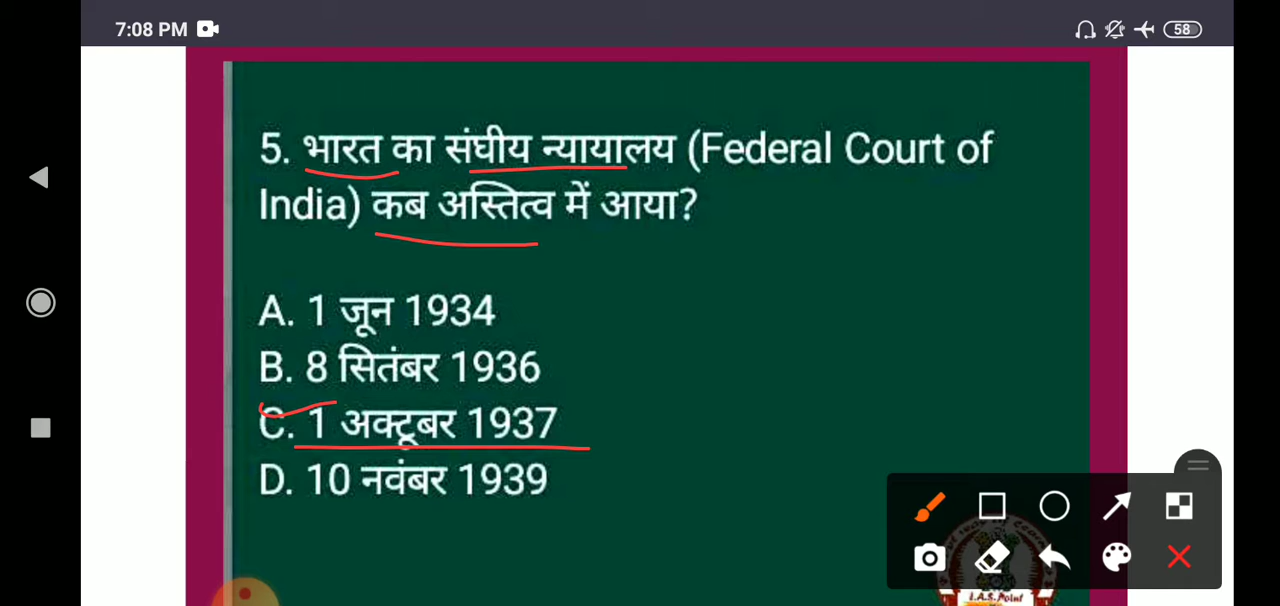 7:08 PM
58
5. भारत का संघीय न्यायालय (Federal Court of
India) कब अस्तित्व में आया?
A. 1 जून 1934
B. 8 सितंबर 1936
C. 1 अक्टूबर 1937
D. 10 नवंबर 1939
I.A.S.Point